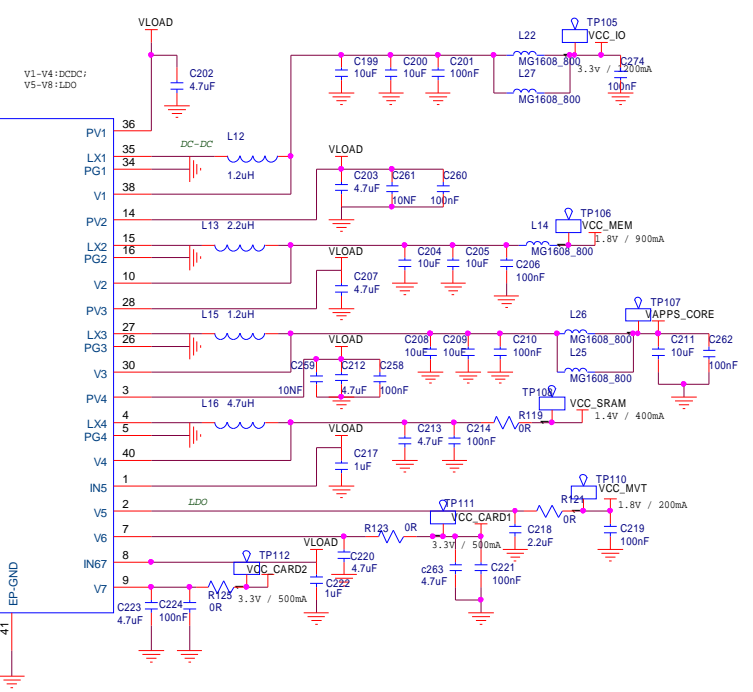 VLOAD
TP105
VCC_IO
L22
MG1608_800
3.3v / 1200mA
L27
MG1608_800
C274
100nF
V1-V4:DCDC;
V5-V8:LDO
C202
4.7uF
C199
10uF
C200
10uF
C201
100nF
36
PV1
35
LX1
34
PG1
DC-DC
L12
1.2uH
38
V1
VLOAD
C203
4.7uF
C261
10NF
C260
100nF
14
PV2
L13 2.2uH
15
LX2
16
PG2
TP106
L14
VCC_MEM
1.8V / 900mA
MG1608_800
C204
10uF
C205
10uF
C206
100nF
10
V2
VLOAD
C207
4.7uF
28
PV3
L15 1.2uH
27
LX3
26
PG3
TP107
VAPPS_CORE
L26
MG1608_800
L25
MG1608_800
C208
10uF
C209
10uF
C210
100nF
C211
10uF
C262
100nF
30
V3
VLOAD
C259
10NF
C212
4.7uF
C258
100nF
3
PV4
L16 4.7uH
4
LX4
5
PG4
TP108
VCC_SRAM
1.4V / 400mA
R119
0R
C213
4.7uF
C214
100nF
40
V4
VLOAD
C217
1uF
1
IN5
2
V5
LDO
TP110
VCC_MVT
1.8V / 200mA
R121
0R
C218
2.2uF
C219
100nF
7
V6
R123 0R
TP111
VCC_CARD1
3.3V / 500mA
C220
4.7uF
c263
4.7uF
C221
100nF
8
IN67
VLOAD
C222
1uF
9
V7
TP112
VCC_CARD2
3.3V / 500mA
R125
0R
C223
4.7uF
C224
100nF
EP-GND
41